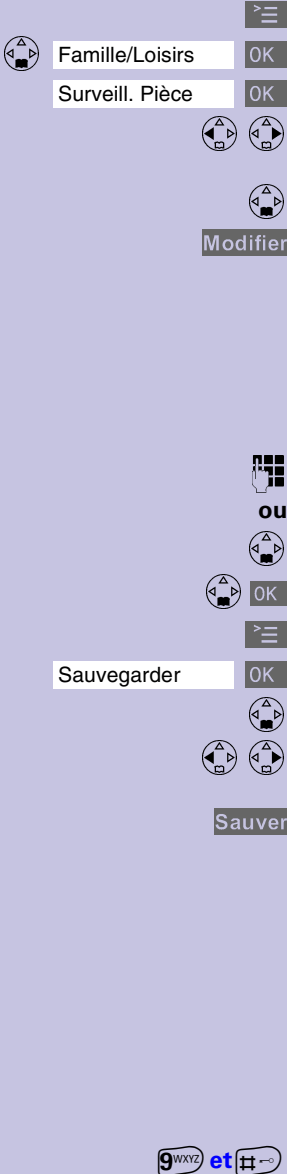 Famille/Loisirs OK
Surveill. Pièce OK
Modifier
ou
OK
Sauvegarder OK
Sauver
9WXYZ et #